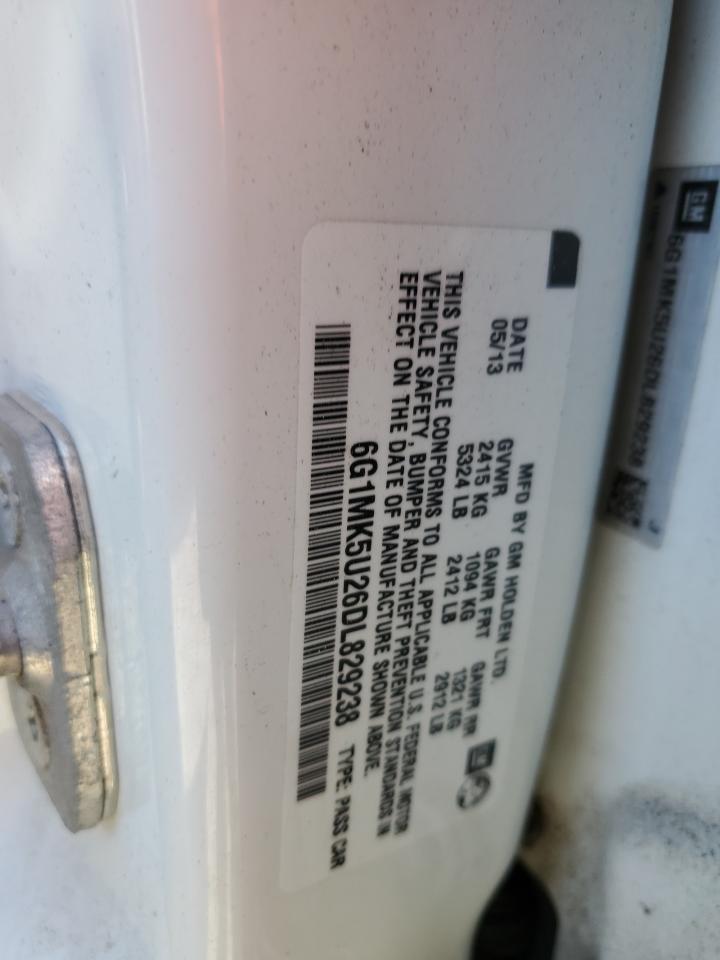 MFD BY GM HOLDEN LTD.
DATE GVWR GAWR FRT GAWR RR
05/13 2415 KG 1094 KG 1321 KG
5324 LB 2412 LB 2912 LB
THIS VEHICLE CONFORMS TO ALL APPLICABLE U.S. FEDERAL MOTOR
VEHICLE SAFETY, BUMPER AND THEFT PREVENTION STANDARDS IN
EFFECT ON THE DATE OF MANUFACTURE SHOWN ABOVE.
6G1MK5U26DL829238 TYPE: PASS CAR
GM
6G1MK5U26DL829238